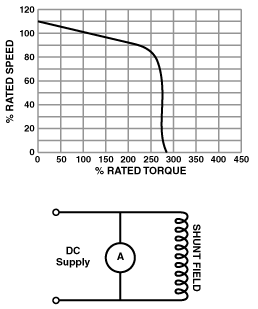 120
100
80
60
40
20
0
% RATED SPEED
0 50 100 150 200 250 300 350 400 450
% RATED TORQUE
DC
Supply
A
SHUNT FIELD